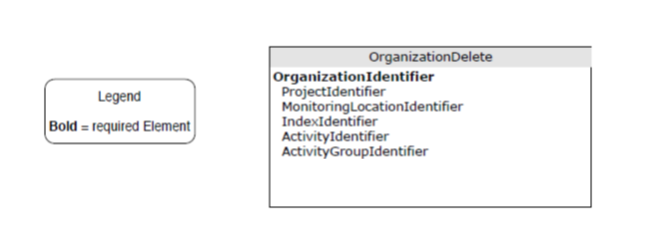 Legend
Bold = required Element
OrganizationDelete
OrganizationIdentifier
ProjectIdentifier
MonitoringLocationIdentifier
IndexIdentifier
ActivityIdentifier
ActivityGroupIdentifier